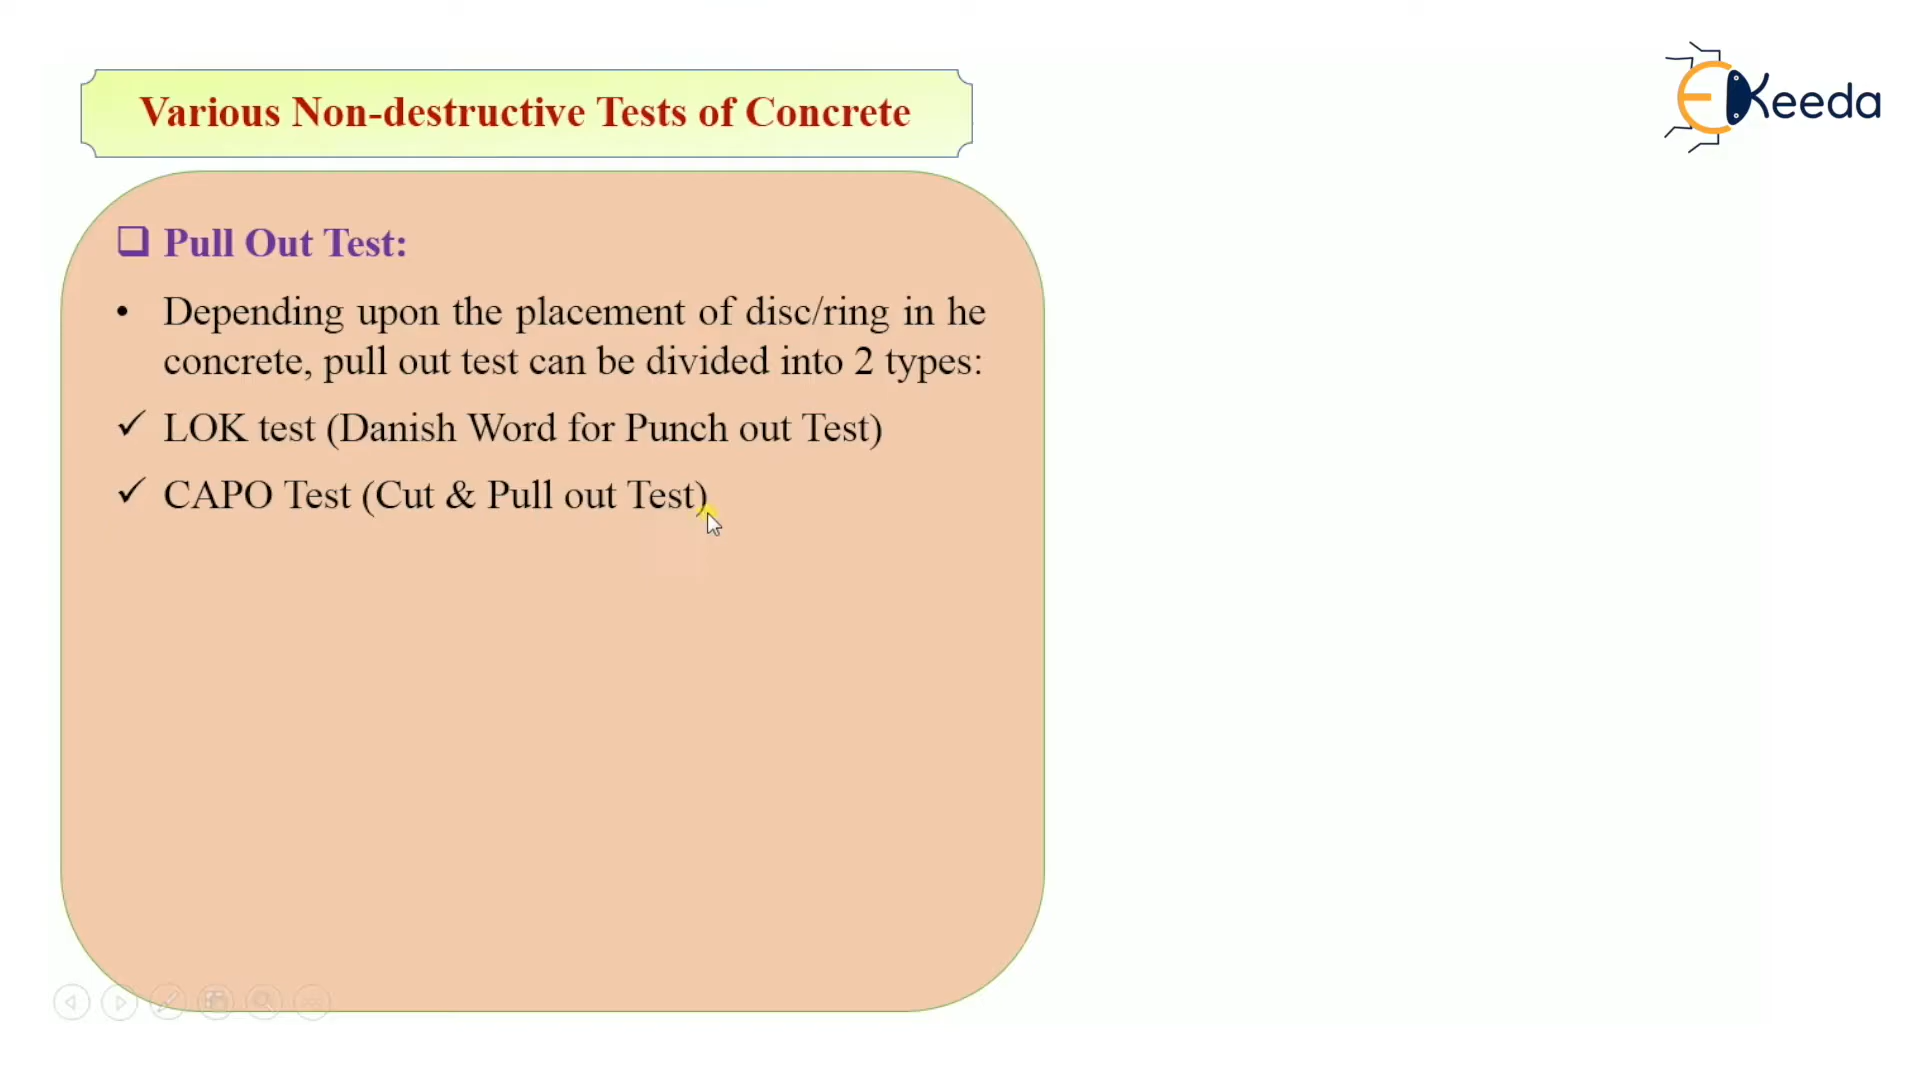 Various Non-destructive Tests of Concrete
EKeeda
❑ Pull Out Test:
• Depending upon the placement of disc/ring in he
concrete, pull out test can be divided into 2 types:
✓ LOK test (Danish Word for Punch out Test)
✓ CAPO Test (Cut & Pull out Test)